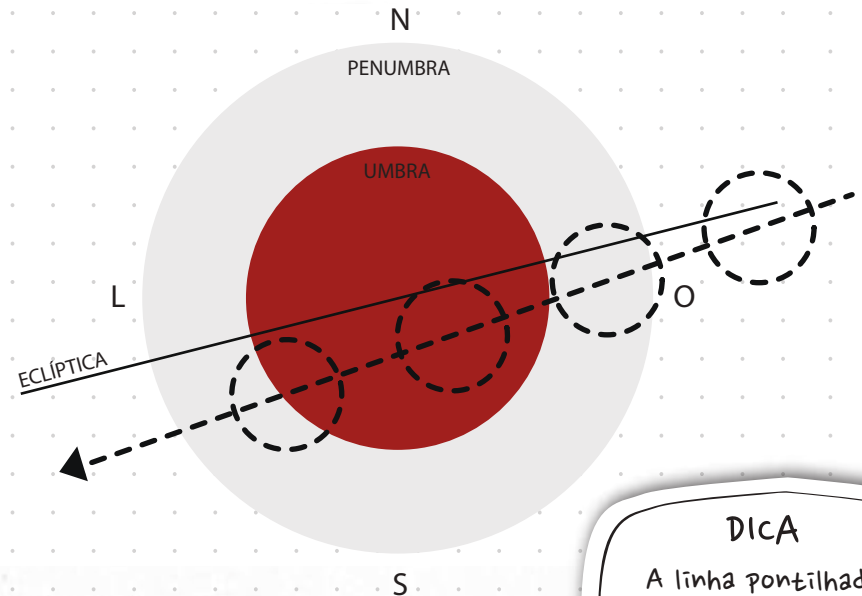 N
PENUMBRA
UMBRA
L
O
ECLÍPTICA
DICA
A linha pontilhad
S